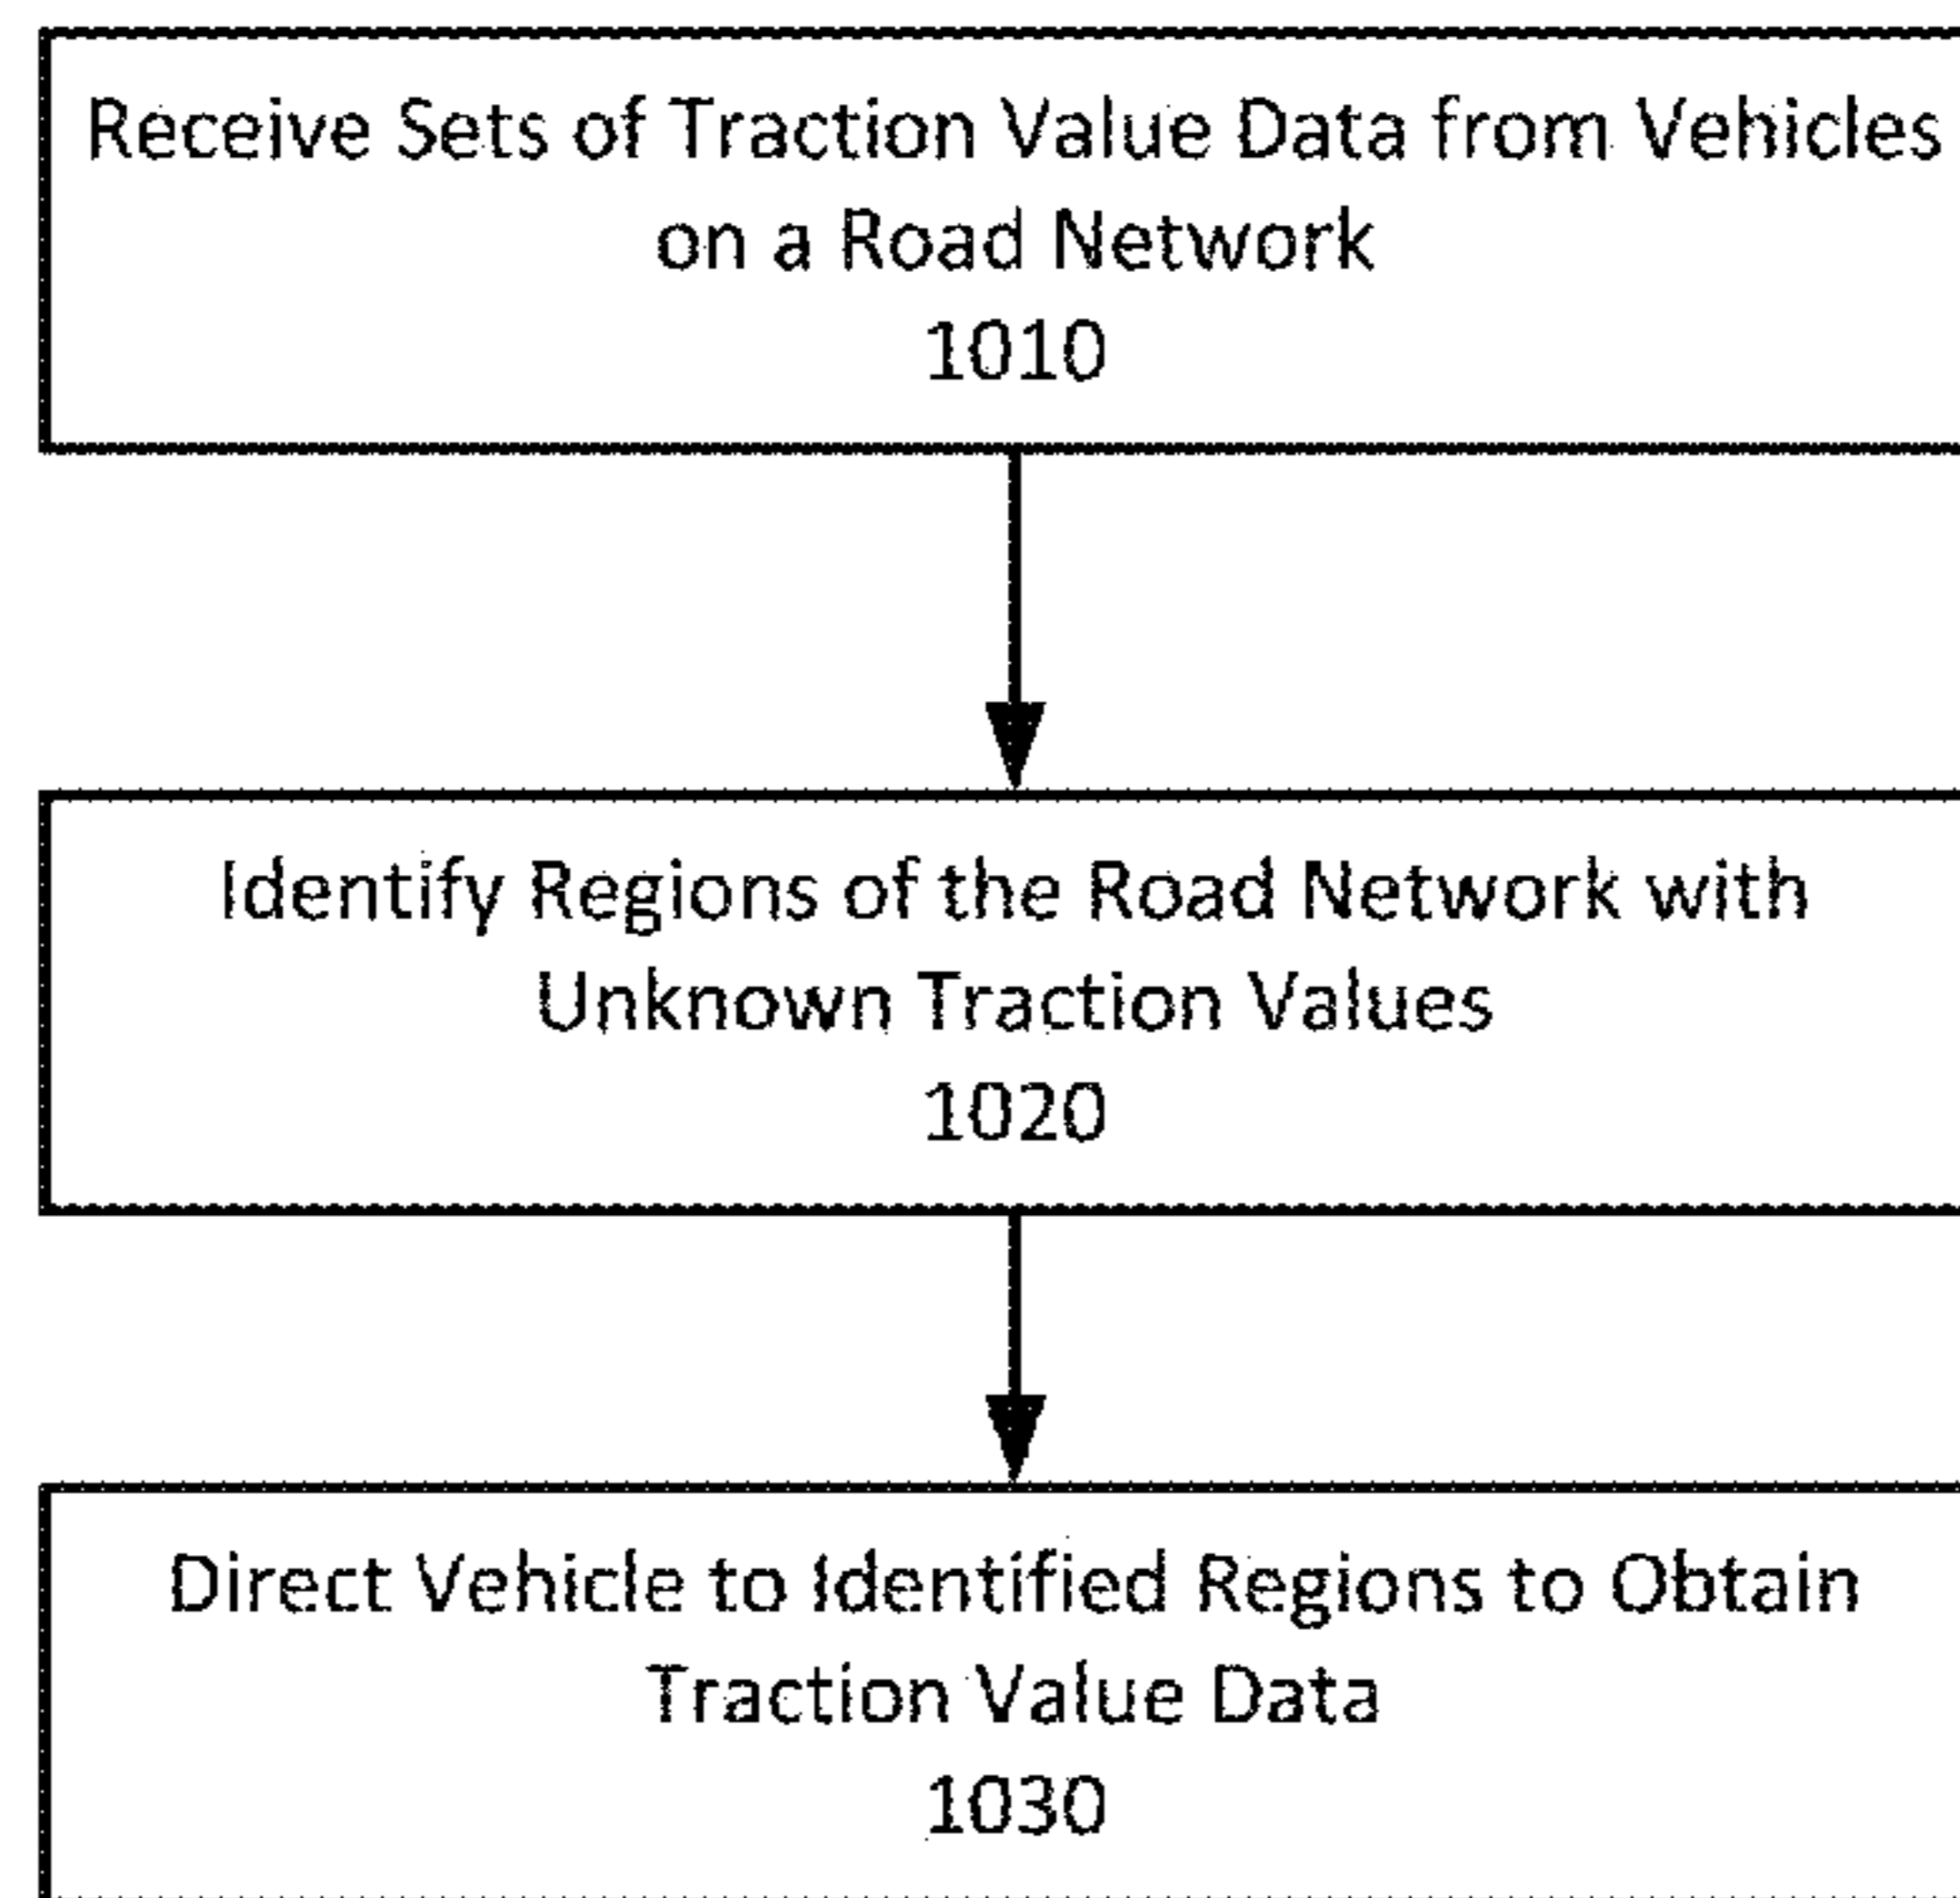 Receive Sets of Traction Value Data from Vehicles
on a Road Network
1010
Identify Regions of the Road Network with
Unknown Traction Values
1020
Direct Vehicle to Identified Regions to Obtain
Traction Value Data
1030